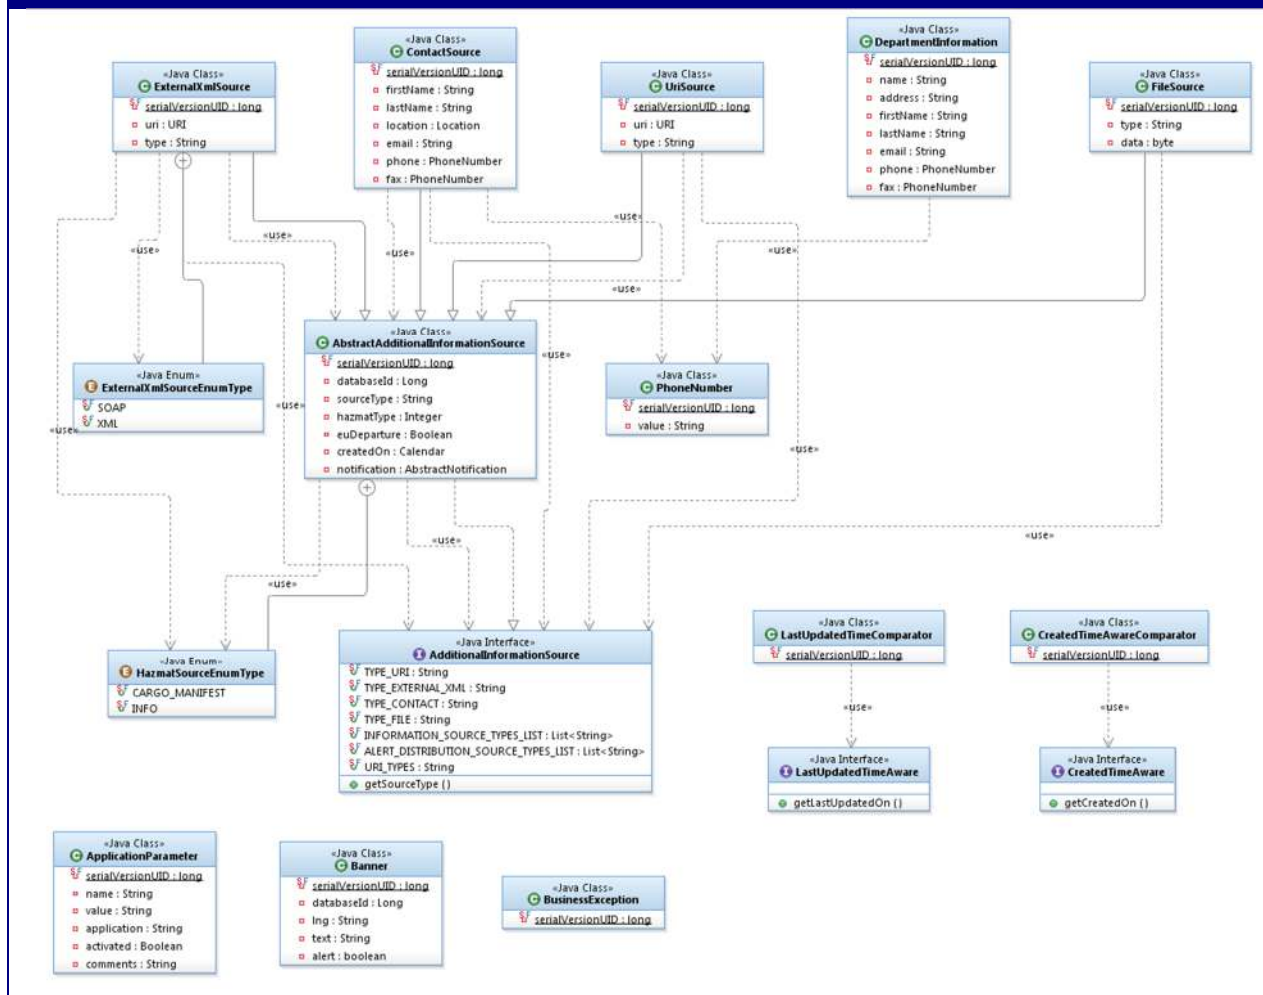 «Java Class»
ExternalXmlSource
serialVersionUID : long
uri : URI
type : String
«Java Class»
ContactSource
serialVersionUID : long
firstName : String
lastName : String
location : Location
email : String
phone : PhoneNumber
fax : PhoneNumber
«Java Class»
UriSource
serialVersionUID : long
uri : URI
type : String
«Java Class»
DepartmentInformation
serialVersionUID : long
name : String
address : String
firstName : String
lastName : String
email : String
phone : PhoneNumber
fax : PhoneNumber
«Java Class»
FileSource
serialVersionUID : long
type : String
data : byte
«use»
«use»
«use»
«use»
«use»
«use»
«Java Class»
AbstractAdditionalInformationSource
serialVersionUID : long
databaseId : Long
sourceType : String
hazmatType : Integer
euDeparture : Boolean
createdOn : Calendar
notification : AbstractNotification
«use»
«Java Enum»
ExternalXmlSourceEnumType
SOAP
XML
«Java Class»
PhoneNumber
serialVersionUID : long
value : String
«use»
«use»
«use»
«use»
«use»
«use»
«Java Enum»
HazmatSourceEnumType
CARGO_MANIFEST
INFO
«Java Interface»
AdditionalInformationSource
TYPE_URI : String
TYPE_EXTERNAL_XML : String
TYPE_CONTACT : String
TYPE_FILE : String
INFORMATION_SOURCE_TYPES_LIST : List<String>
ALERT_DISTRIBUTION_SOURCE_TYPES_LIST : List<String>
URI_TYPES : String
getSourceType ()
«Java Class»
LastUpdatedTimeComparator
serialVersionUID : long
«Java Class»
CreatedTimeAwareComparator
serialVersionUID : long
«use»
«use»
«Java Interface»
LastUpdatedTimeAware
getLastUpdatedOn ()
«Java Interface»
CreatedTimeAware
getCreatedOn ()
«Java Class»
ApplicationParameter
serialVersionUID : long
name : String
value : String
application : String
activated : Boolean
comments : String
«Java Class»
Banner
serialVersionUID : long
databaseId : Long
lng : String
text : String
alert : boolean
«Java Class»
BusinessException
serialVersionUID : long